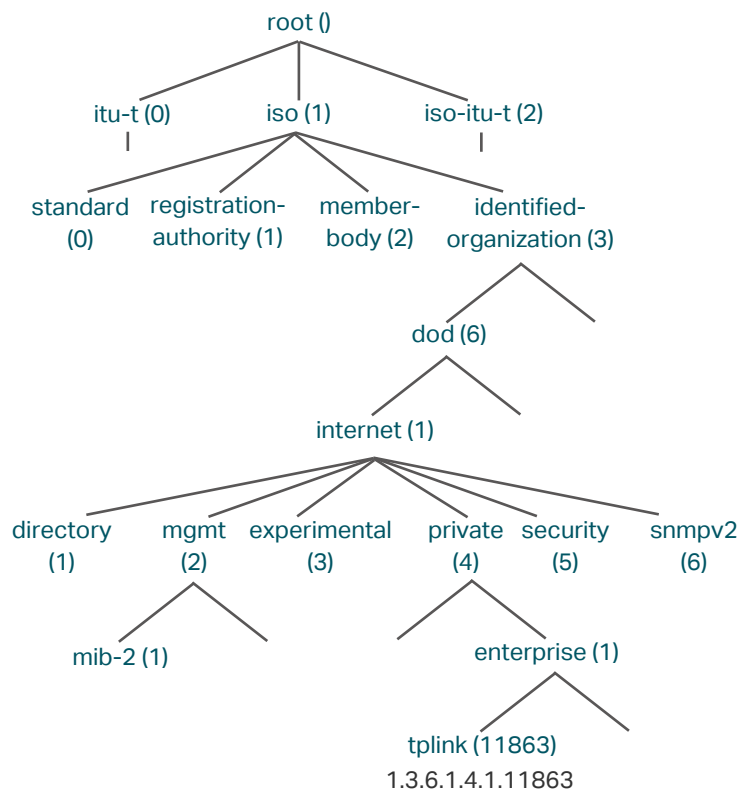 root ()
itu-t (0) iso (1) iso-itu-t (2)
standard registration- member- identified-
(0) authority (1) body (2) organization (3)
dod (6)
internet (1)
directory mgmt experimental private security snmpv2
(1) (2) (3) (4) (5) (6)
mib-2 (1) enterprise (1)
tplink (11863)
1.3.6.1.4.1.11863